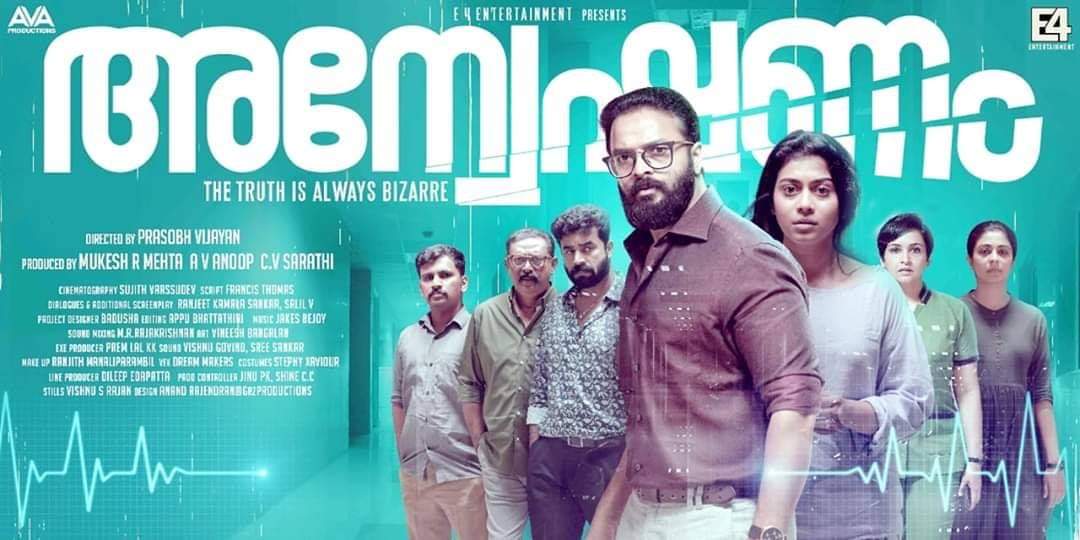 AVA
PRODUCTIONS
E4 ENTERTAINMENT PRESENTS
E4
ENTERTAINMENT
അന്വേഷണം
THE TRUTH IS ALWAYS BIZARRE
DIRECTED BY PRASOBH VIJAYAN
PRODUCED BY MUKESH R MEHTA A V ANOOP C.V SARATHI
CINEMATOGRAPHY SUJITH VARSSUDEV SCRIPT FRANCIS THOMAS
DIALOGUES & ADDITIONAL SCREENPLAY RANJEET KAMALA SANKAR, SALIL V
PROJECT DESIGNER BADUSHA EDITING APPU BHATTATHIRI MUSIC JAKES BEJOY
SOUND MIXING M.R.RAJAKRISHNAN ART VINEESH BANGALAN
EXE PRODUCER PREM LAL KK SOUND VISHNU GOVIND, SREE SANKAR
MAKE UP RANJITH MANALIPARAMBIL VFX DREAM MAKERS COSTUMES STEPHY XAVIOUR
LINE PRODUCER DILEEP EDAPATTA PROD CONTROLLER JINU PK, SHINE C.C
STILLS VISHNU S RAJAN DESIGN ANAND RAJENDRAN@GR2PRODUCTIONS